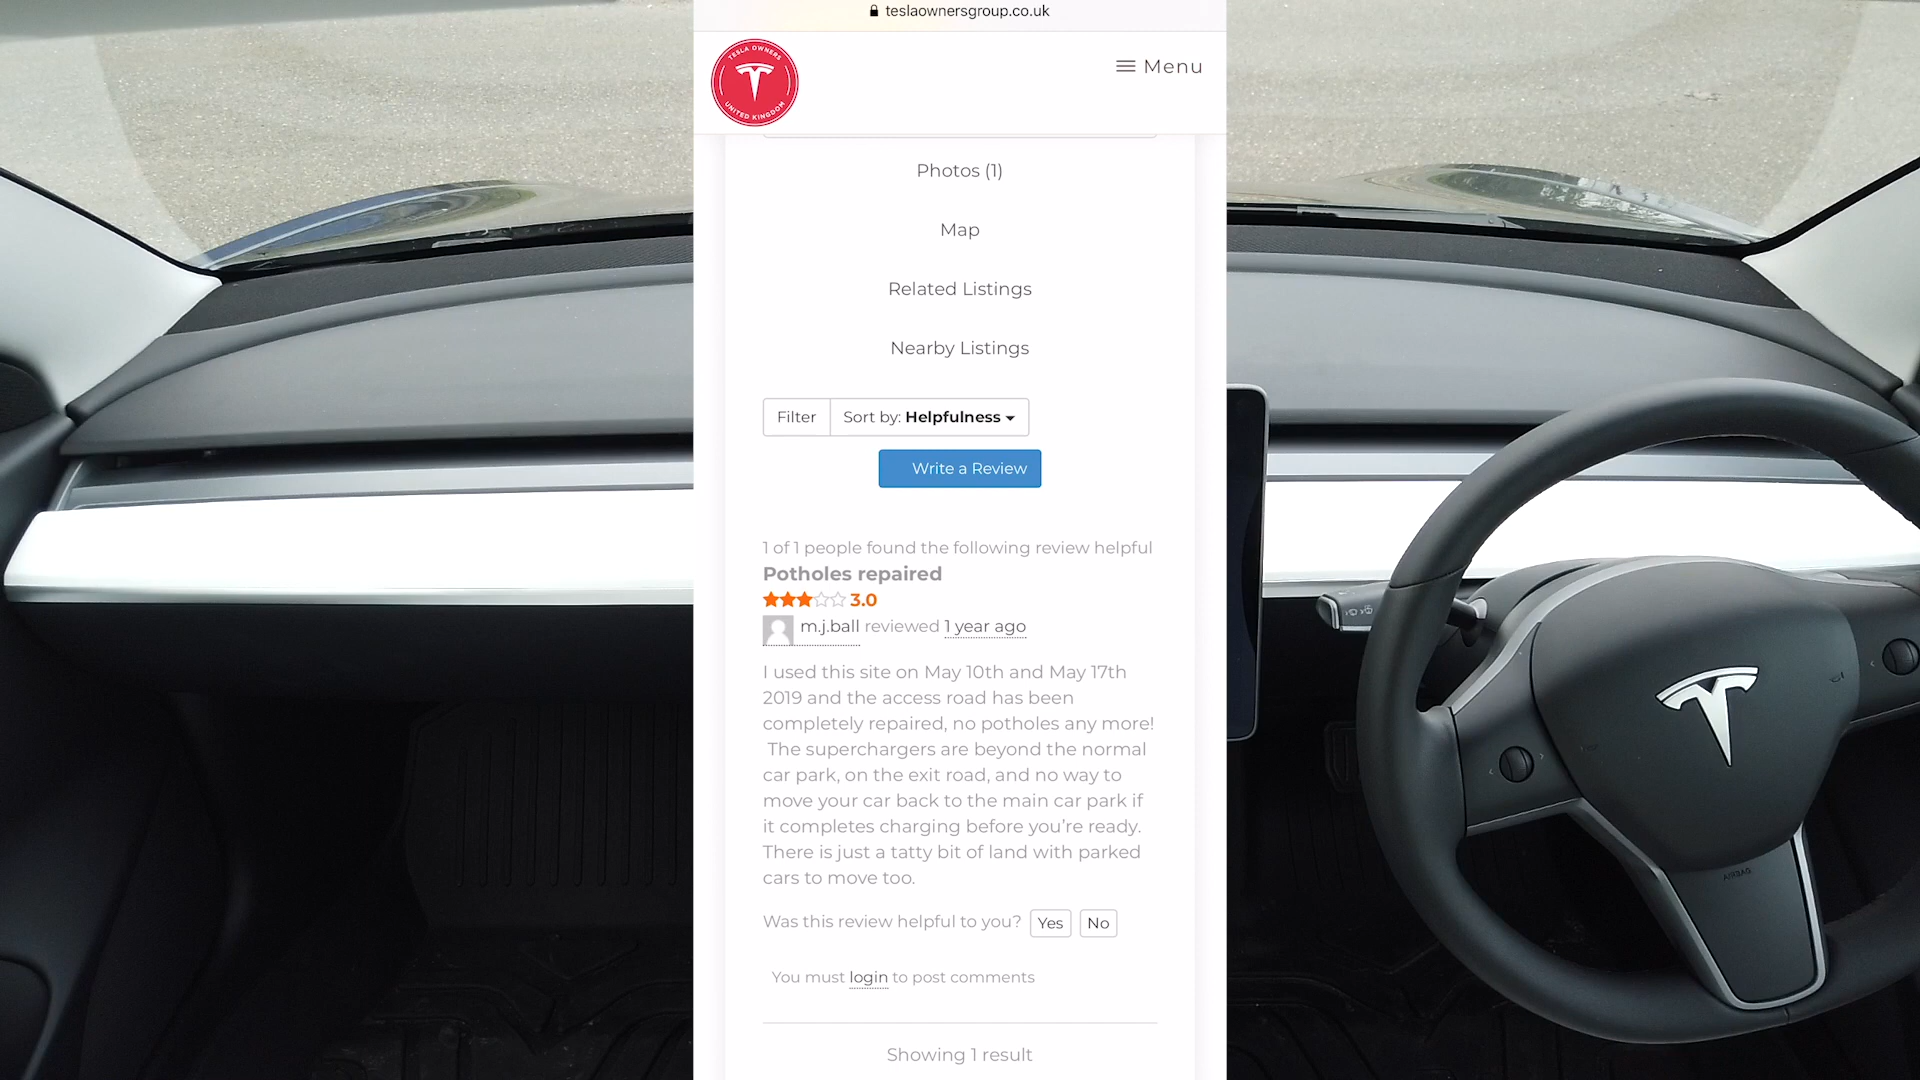 teslaownersgroup.co.uk
TESLA OWNERS
UNITED KINGDOM
Menu
Photos (1)
Map
Related Listings
Nearby Listings
Filter
Sort by: Helpfulness
Write a Review
1 of 1 people found the following review helpful
Potholes repaired
3.0
m.j.ball reviewed 1 year ago
I used this site on May 10th and May 17th
2019 and the access road has been
completely repaired, no potholes any more!
The superchargers are beyond the normal
car park, on the exit road, and no way to
move your car back to the main car park if
it completes charging before you're ready.
There is just a tatty bit of land with parked
cars to move too.
Was this review helpful to you? Yes No
You must login to post comments
Showing 1 result
AIRBAG